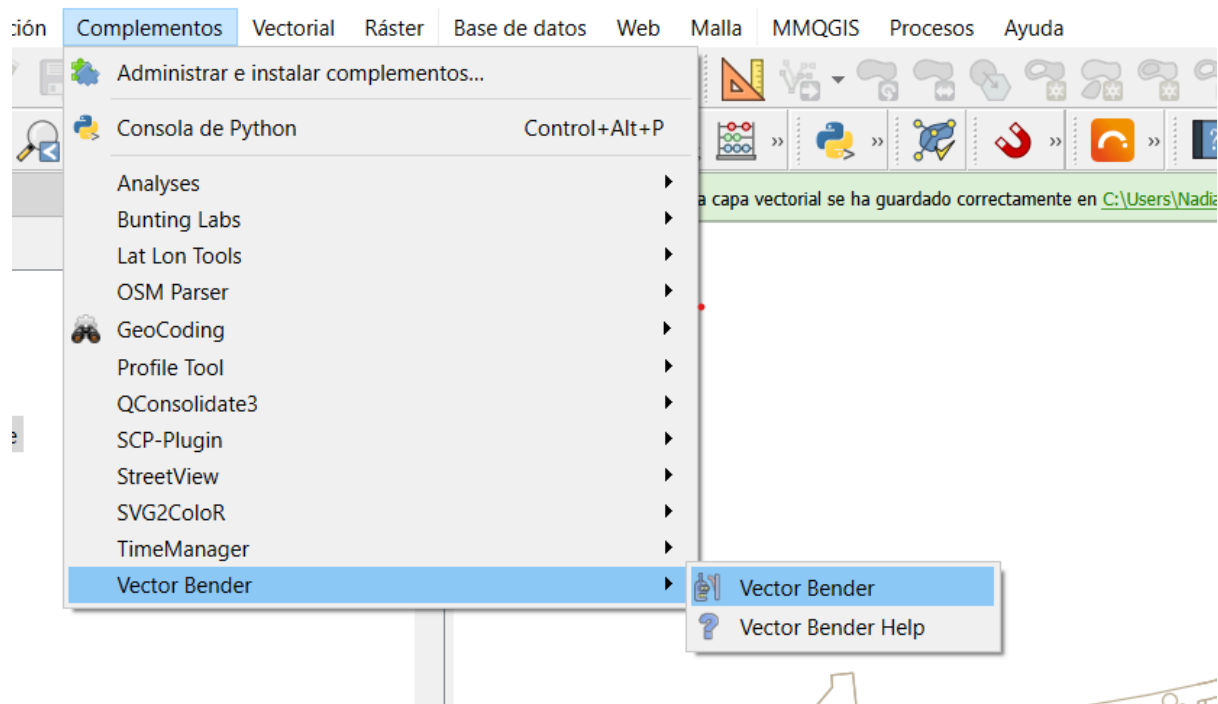 ción Complementos Vectorial Ráster Base de datos Web Malla MMQGIS Procesos Ayuda
Administrar e instalar complementos...
Consola de Python Control+Alt+P
a capa vectorial se ha guardado correctamente en C:\Users\Nadia
Analyses
Bunting Labs
Lat Lon Tools
OSM Parser
GeoCoding
Profile Tool
QConsolidate3
SCP-Plugin
StreetView
SVG2ColoR
TimeManager
Vector Bender
Vector Bender
Vector Bender Help